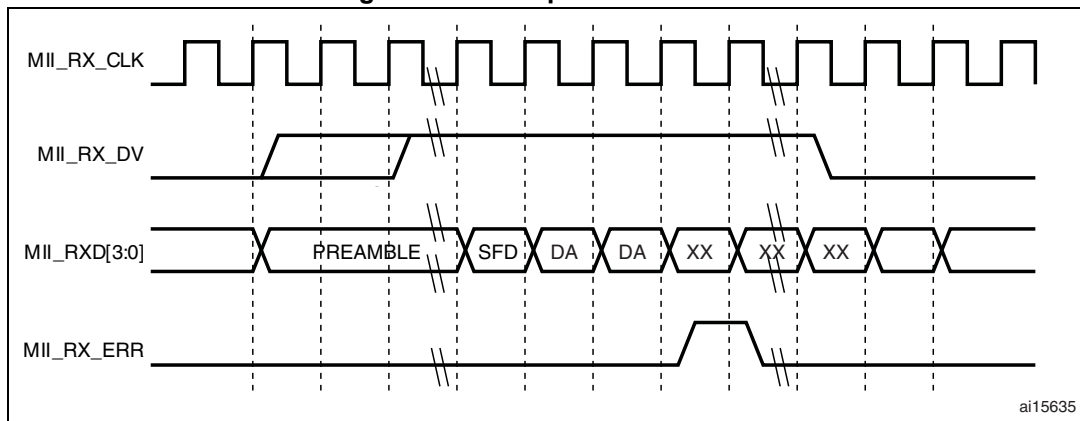 MII_RX_CLK
MII_RX_DV
MII_RXD[3:0] PREAMBLE SFD DA DA XX XX XX
MII_RX_ERR
ai15635